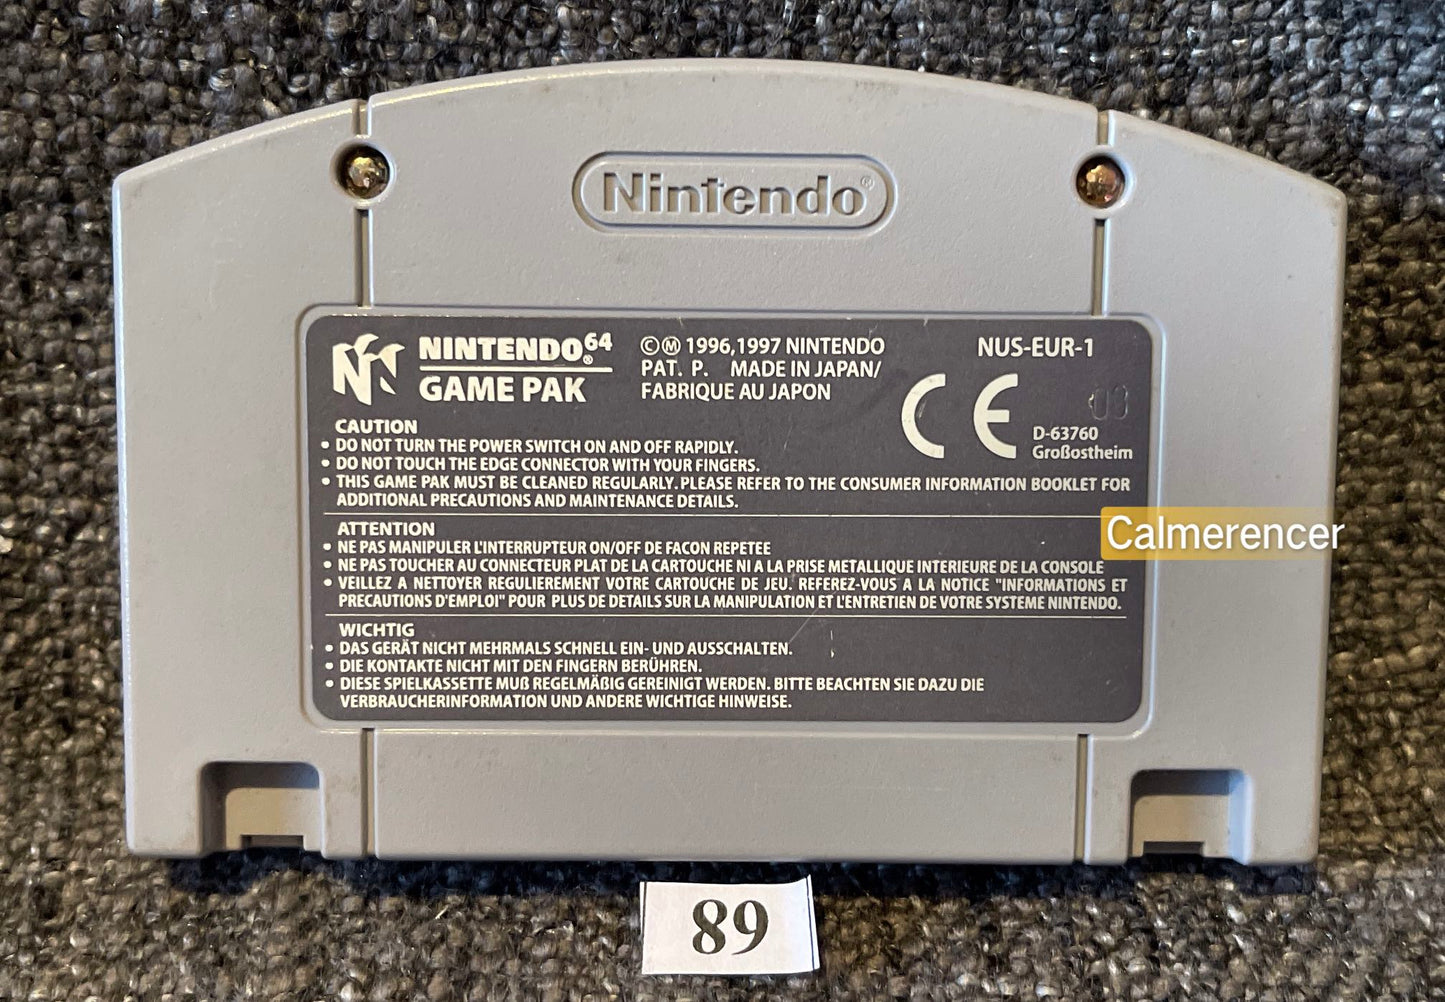 Nintendo®
NINTENDO®64
GAME PAK
©Ⓜ 1996,1997 NINTENDO
PAT. P. MADE IN JAPAN/
FABRIQUE AU JAPON
NUS-EUR-1
CE
D-63760
Großostheim
CAUTION
• DO NOT TURN THE POWER SWITCH ON AND OFF RAPIDLY.
• DO NOT TOUCH THE EDGE CONNECTOR WITH YOUR FINGERS.
• THIS GAME PAK MUST BE CLEANED REGULARLY. PLEASE REFER TO THE CONSUMER INFORMATION BOOKLET FOR
ADDITIONAL PRECAUTIONS AND MAINTENANCE DETAILS.
ATTENTION
• NE PAS MANIPULER L'INTERRUPTEUR ON/OFF DE FACON REPETEE
• NE PAS TOUCHER AU CONNECTEUR PLAT DE LA CARTOUCHE NI A LA PRISE METALLIQUE INTERIEURE DE LA CONSOLE
• VEILLEZ A NETTOYER REGULIEREMENT VOTRE CARTOUCHE DE JEU. REFEREZ-VOUS A LA NOTICE "INFORMATIONS ET
PRECAUTIONS D'EMPLOI" POUR PLUS DE DETAILS SUR LA MANIPULATION ET L'ENTRETIEN DE VOTRE SYSTEME NINTENDO.
WICHTIG
• DAS GERÄT NICHT MEHRMALS SCHNELL EIN- UND AUSSCHALTEN.
• DIE KONTAKTE NICHT MIT DEN FINGERN BERÜHREN.
• DIESE SPIELKASSETTE MUß REGELMÄßIG GEREINIGT WERDEN. BITTE BEACHTEN SIE DAZU DIE
VERBRAUCHERINFORMATION UND ANDERE WICHTIGE HINWEISE.
Calmerencer
89